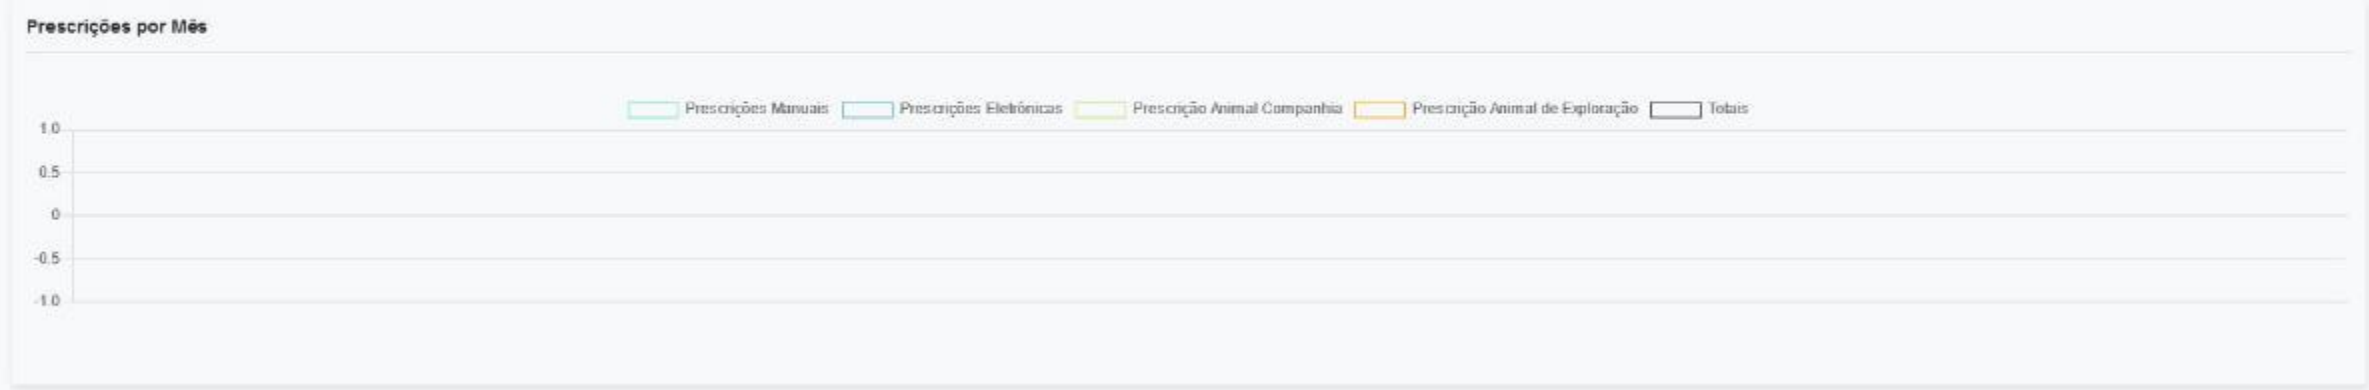 Prescrições por Mês
Prescrições Manuais Prescrições Eletrónicas Prescrição Animal Companhia Prescrição Animal de Exploração Totais
1.0
0.5
0
-0.5
-1.0